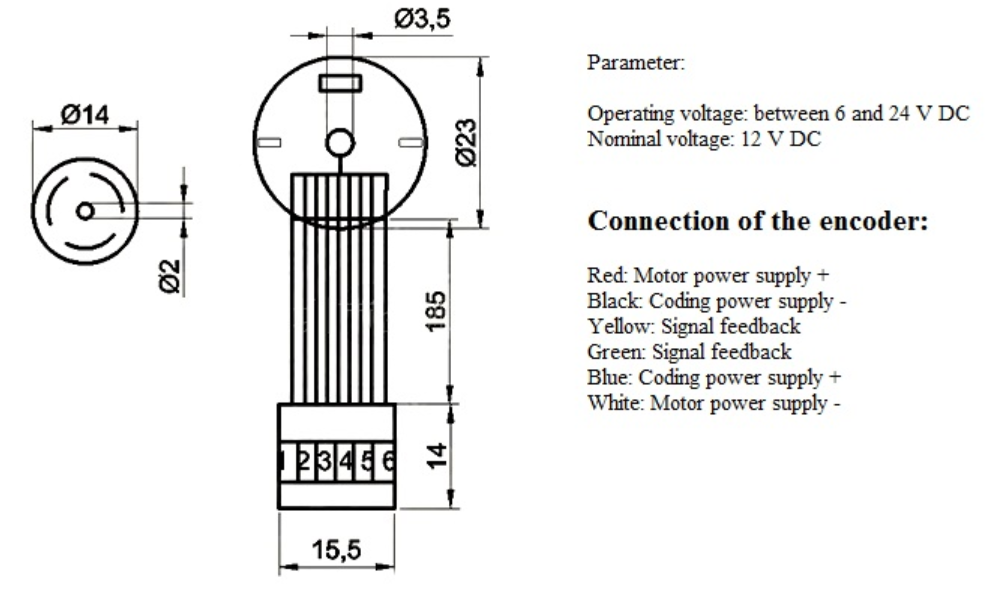 Ø3,5
Ø14
Ø23
Ø2
185
1 2 3 4 5 6
14
15,5
Parameter:
Operating voltage: between 6 and 24 V DC
Nominal voltage: 12 V DC
Connection of the encoder:
Red: Motor power supply +
Black: Coding power supply -
Yellow: Signal feedback
Green: Signal feedback
Blue: Coding power supply +
White: Motor power supply -